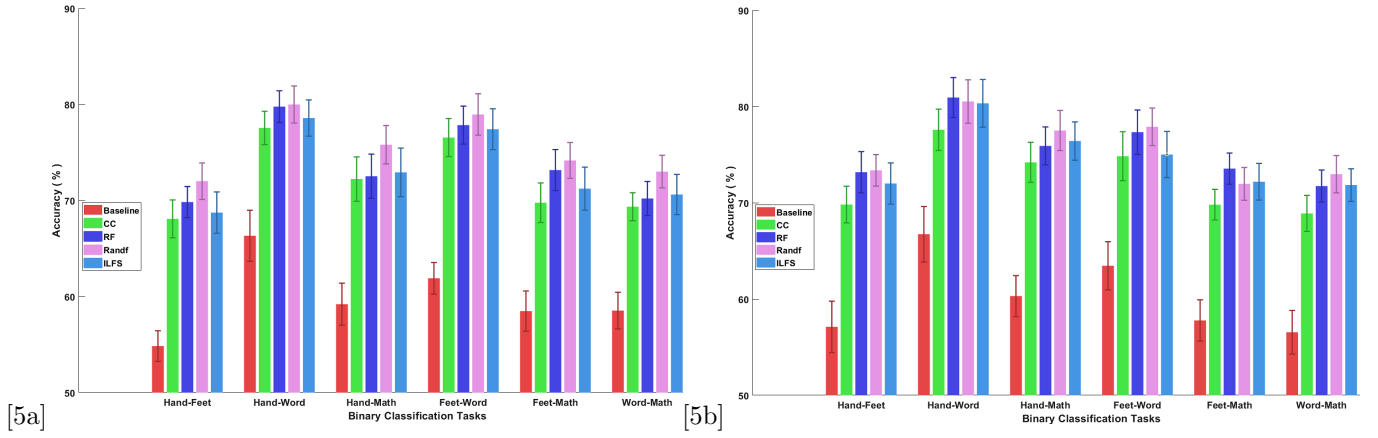 90
80
70
60
50
Accuracy ( % )
Baseline
CC
RF
Randf
ILFS
Hand-Feet Hand-Word Hand-Math Feet-Word Feet-Math Word-Math
Binary Classification Tasks
[5a]
90
80
70
60
50
Accuracy ( % )
Baseline
CC
RF
Randf
ILFS
Hand-Feet Hand-Word Hand-Math Feet-Word Feet-Math Word-Math
Binary Classification Tasks
[5b]